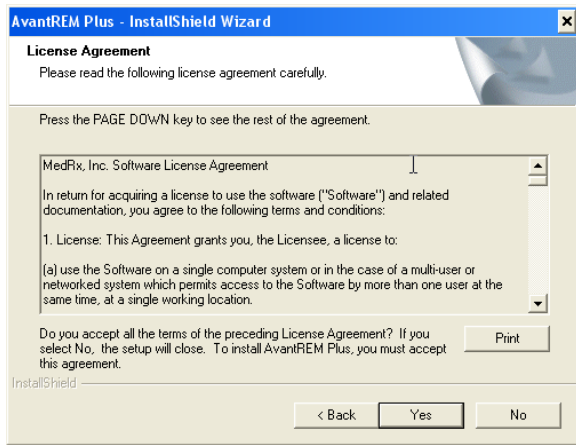 AvantREM Plus - InstallShield Wizard
License Agreement
Please read the following license agreement carefully.
Press the PAGE DOWN key to see the rest of the agreement.
MedRx, Inc. Software License Agreement
In return for acquiring a license to use the software ("Software") and related
documentation, you agree to the following terms and conditions:
1. License: This Agreement grants you, the Licensee, a license to:
(a) use the Software on a single computer system or in the case of a multi-user or
networked system which permits access to the Software by more than one user at the
same time, at a single working location.
Do you accept all the terms of the preceding License Agreement? If you
select No, the setup will close. To install AvantREM Plus, you must accept
this agreement.
Print
InstallShield
< Back
Yes
No